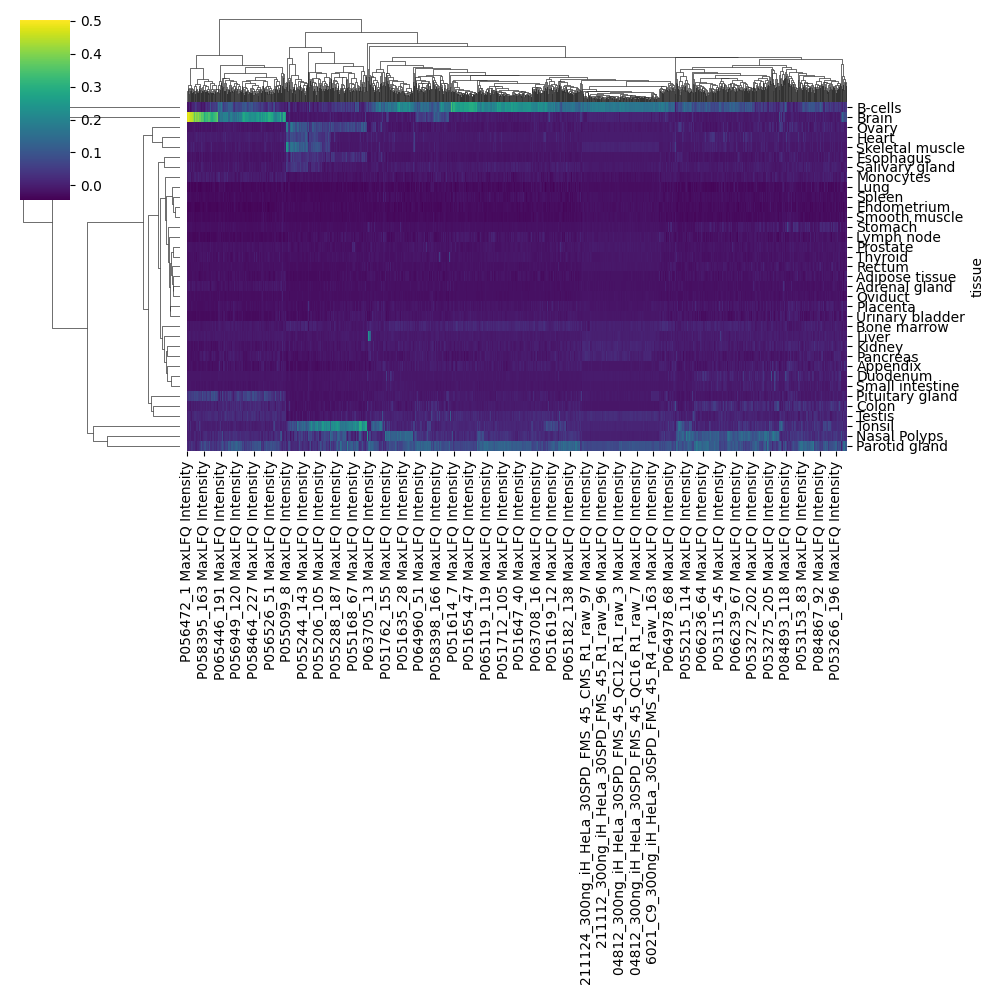 0.5
0.4
0.3
0.2
0.1
0.0
B-cells
Brain
Ovary
Heart
Skeletal muscle
Esophagus
Salivary gland
Monocytes
Lung
Spleen
Endometrium
Smooth muscle
Stomach
Lymph node
Prostate
Thyroid
Rectum
Adipose tissue
Adrenal gland
Oviduct
Placenta
Urinary bladder
Bone marrow
Liver
Kidney
Pancreas
Appendix
Duodenum
Small intestine
Pituitary gland
Colon
Testis
Tonsil
Nasal Polyps
Parotid gland
tissue
P056472_1 MaxLFQ Intensity
P058395_163 MaxLFQ Intensity
P065446_191 MaxLFQ Intensity
P056949_120 MaxLFQ Intensity
P058464_227 MaxLFQ Intensity
P056526_51 MaxLFQ Intensity
P055099_8 MaxLFQ Intensity
P055244_143 MaxLFQ Intensity
P055206_105 MaxLFQ Intensity
P055288_187 MaxLFQ Intensity
P055168_67 MaxLFQ Intensity
P063705_13 MaxLFQ Intensity
P051762_155 MaxLFQ Intensity
P051635_28 MaxLFQ Intensity
P064960_51 MaxLFQ Intensity
P058398_166 MaxLFQ Intensity
P051614_7 MaxLFQ Intensity
P051654_47 MaxLFQ Intensity
P065119_119 MaxLFQ Intensity
P051712_105 MaxLFQ Intensity
P051647_40 MaxLFQ Intensity
P063708_16 MaxLFQ Intensity
P051619_12 MaxLFQ Intensity
P065182_138 MaxLFQ Intensity
211124_300ng_iH_HeLa_30SPD_FMS_45_CMS_R1_raw_97 MaxLFQ Intensity
211112_300ng_iH_HeLa_30SPD_FMS_45_R1_raw_96 MaxLFQ Intensity
04812_300ng_iH_HeLa_30SPD_FMS_45_QC12_R1_raw_3 MaxLFQ Intensity
04812_300ng_iH_HeLa_30SPD_FMS_45_QC16_R1_raw_7 MaxLFQ Intensity
6021_C9_300ng_iH_HeLa_30SPD_FMS_45_R4_raw_163 MaxLFQ Intensity
P064978_68 MaxLFQ Intensity
P055215_114 MaxLFQ Intensity
P066236_64 MaxLFQ Intensity
P053115_45 MaxLFQ Intensity
P066239_67 MaxLFQ Intensity
P053272_202 MaxLFQ Intensity
P053275_205 MaxLFQ Intensity
P084893_118 MaxLFQ Intensity
P053153_83 MaxLFQ Intensity
P084867_92 MaxLFQ Intensity
P053266_196 MaxLFQ Intensity